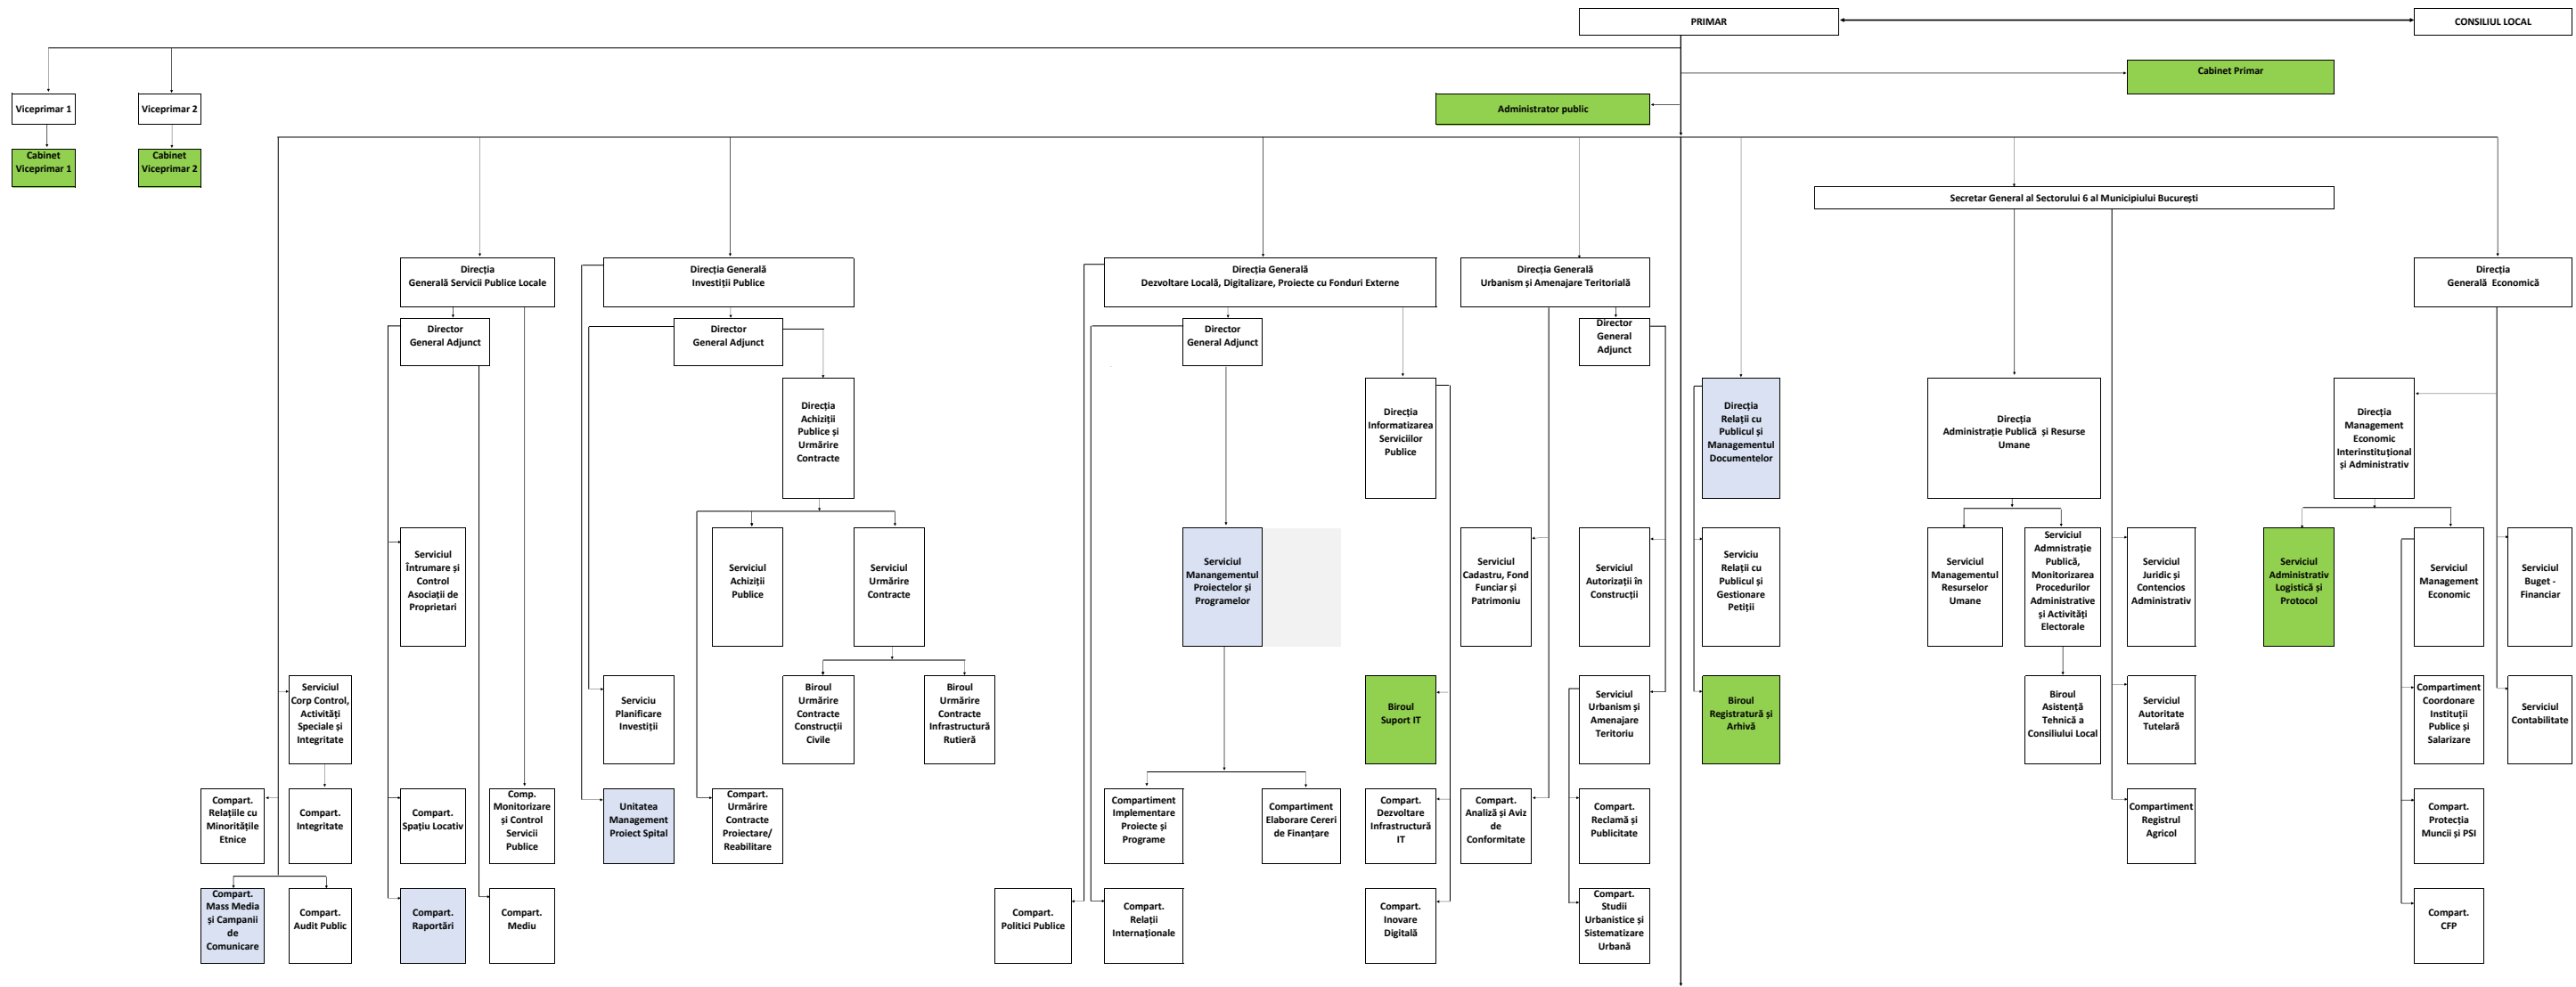 PRIMAR
CONSILIUL LOCAL
Cabinet Primar
Administrator public
Viceprimar 1
Viceprimar 2
Cabinet
Viceprimar 1
Cabinet
Viceprimar 2
Secretar General al Sectorului 6 al Municipiului București
Direcția
Generală Servicii Publice Locale
Direcția Generală
Investiții Publice
Direcția Generală
Dezvoltare Locală, Digitalizare, Proiecte cu Fonduri Externe
Direcția Generală
Urbanism și Amenajare Teritorială
Direcția
Generală Economică
Director
General Adjunct
Director
General Adjunct
Director
General Adjunct
Director
General
Adjunct
Direcția
Achiziții
Publice și
Urmărire
Contracte
Direcția
Informatizarea
Serviciilor
Publice
Direcția
Relații cu
Publicul și
Managementul
Documentelor
Direcția
Administrație Publică și Resurse
Umane
Direcția
Management
Economic
Interinstituțional
și Administrativ
Serviciul
Întrumare și
Control
Asociații de
Proprietari
Serviciul
Achiziții
Publice
Serviciul
Urmărire
Contracte
Serviciul
Manangementul
Proiectelor și
Programelor
Serviciul
Cadastru, Fond
Funciar și
Patrimoniu
Serviciul
Autorizații în
Construcții
Serviciu
Relații cu
Publicul și
Gestionare
Petiții
Serviciul
Managementul
Resurselor
Umane
Serviciul
Admnistrație
Publică,
Monitorizarea
Procedurilor
Administrative
și Activități
Electorale
Serviciul
Juridic și
Contencios
Administrativ
Serviciul
Administrativ
Logistică și
Protocol
Serviciul
Management
Economic
Serviciul
Buget -
Financiar
Serviciul
Corp Control,
Activități
Speciale și
Integritate
Serviciu
Planificare
Investiții
Biroul
Urmărire
Contracte
Construcții
Civile
Biroul
Urmărire
Contracte
Infrastructură
Rutieră
Biroul
Suport IT
Serviciul
Urbanism și
Amenajare
Teritoriu
Biroul
Registratură și
Arhivă
Biroul
Asistență
Tehnică a
Consiliului Local
Serviciul
Autoritate
Tutelară
Compartiment
Coordonare
Instituții
Publice și
Salarizare
Serviciul
Contabilitate
Compart.
Relațiile cu
Minoritățile
Etnice
Compart.
Integritate
Compart.
Spațiu Locativ
Comp.
Monitorizare
și Control
Servicii
Publice
Unitatea
Management
Proiect Spital
Compart.
Urmărire
Contracte
Proiectare/
Reabilitare
Compartiment
Implementare
Proiecte și
Programe
Compartiment
Elaborare Cereri
de Finanțare
Compart.
Dezvoltare
Infrastructură
IT
Compart.
Analiză și Aviz
de
Conformitate
Compart.
Reclamă și
Publicitate
Compartiment
Registrul
Agricol
Compart.
Protecția
Muncii și PSI
Compart.
Mass Media
și Campanii
de
Comunicare
Compart.
Audit Public
Compart.
Raportări
Compart.
Mediu
Compart.
Politici Publice
Compart.
Relații
Internaționale
Compart.
Inovare
Digitală
Compart.
Studii
Urbanistice și
Sistematizare
Urbană
Compart.
CFP